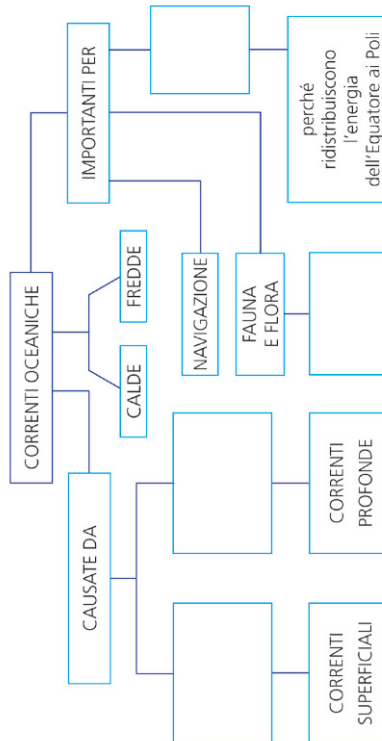 CORRENTI OCEANICHE
CAUSATE DA
CALDE
FREDDE
IMPORTANTI PER
NAVIGAZIONE
FAUNA
E FLORA
CORRENTI
SUPERFICIALI
CORRENTI
PROFONDE
perché
ridistribuiscono
l'energia
dell'Equatore ai Poli